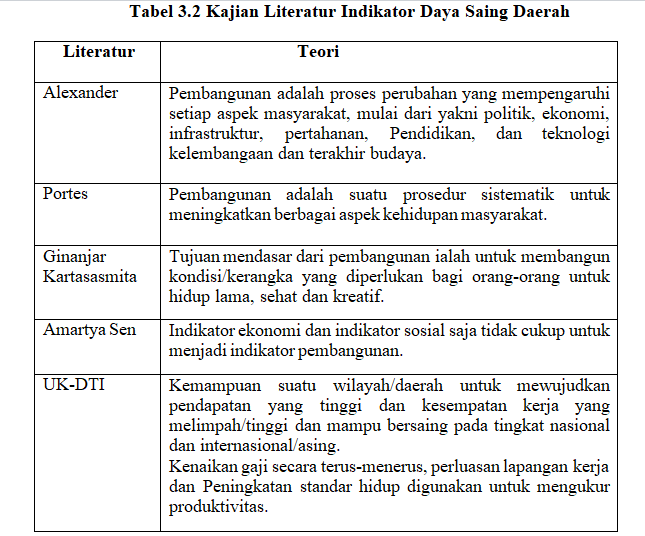 Tabel 3.2 Kajian Literatur Indikator Daya Saing Daerah
Literatur Teori
Alexander Pembangunan adalah proses perubahan yang mempengaruhi
setiap aspek masyarakat, mulai dari yakni politik, ekonomi,
infrastruktur, pertahanan, Pendidikan, dan teknologi
kelembangaan dan terakhir budaya.
Portes Pembangunan adalah suatu prosedur sistematik untuk
meningkatkan berbagai aspek kehidupan masyarakat.
Ginanjar Tujuan mendasar dari pembangunan ialah untuk membangun
Kartasasmita kondisi/kerangka yang diperlukan bagi orang-orang untuk
hidup lama, sehat dan kreatif.
Amartya Sen Indikator ekonomi dan indikator sosial saja tidak cukup untuk
menjadi indikator pembangunan.
UK-DTI Kemampuan suatu wilayah/daerah untuk mewujudkan
pendapatan yang tinggi dan kesempatan kerja yang
melimpah/tinggi dan mampu bersaing pada tingkat nasional
dan internasional/asing.
Kenaikan gaji secara terus-menerus, perluasan lapangan kerja
dan Peningkatan standar hidup digunakan untuk mengukur
produktivitas.